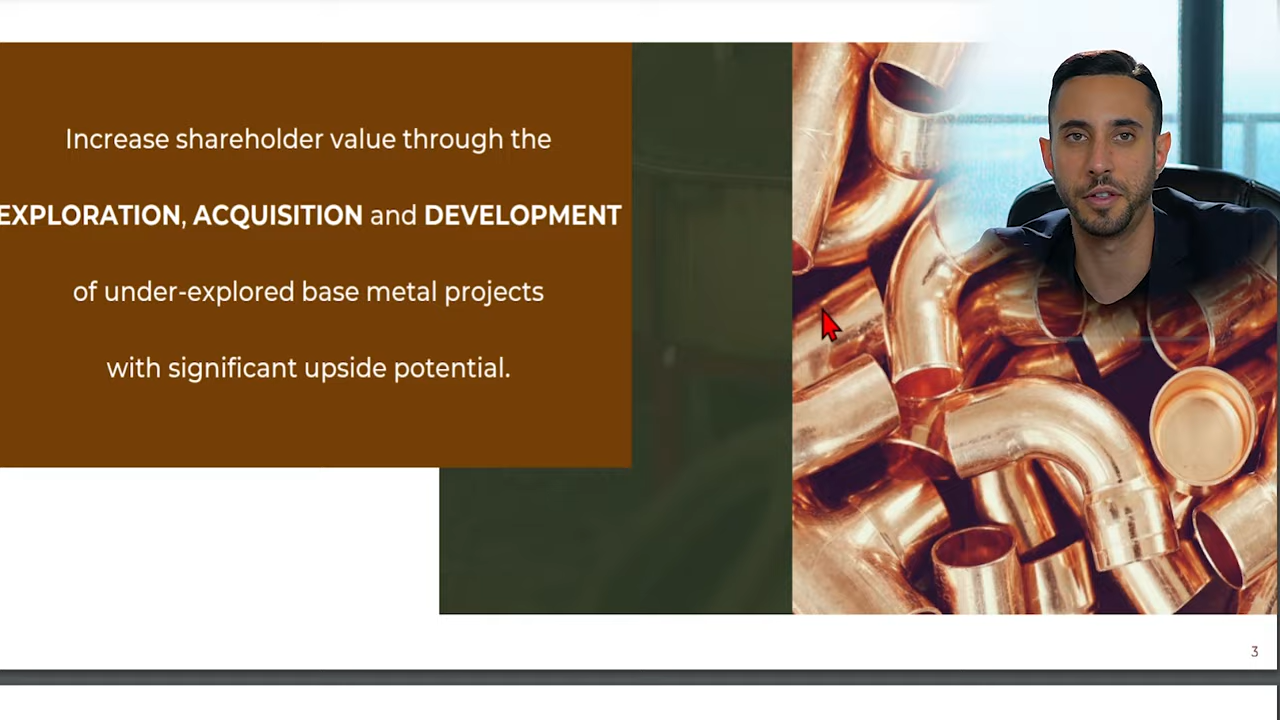 Increase shareholder value through the
EXPLORATION, ACQUISITION and DEVELOPMENT
of under-explored base metal projects
with significant upside potential.
3